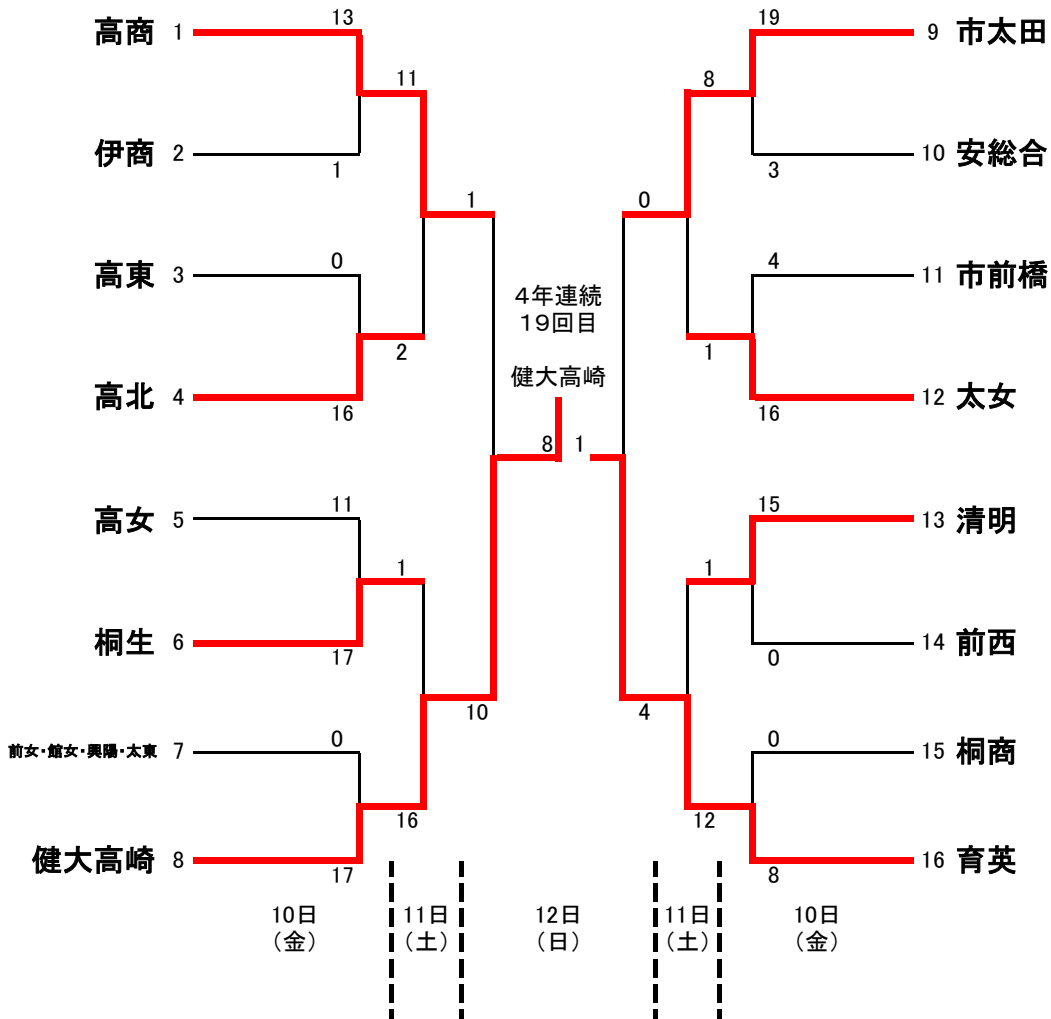 高商 1 13
11
伊商 2 1
1
高東 3 0
2
高北 4 16
高女 5 11
1
桐生 6 17
10
前女・館女・興陽・太東 7 0
16
健大高崎 8 17
4年連続
19回目
健大高崎
8 1
19 9 市太田
8
3 10 安総合
0
4 11 市前橋
1
16 12 太女
15 13 清明
1
0 14 前西
4
0 15 桐商
12
8 16 育英
10日 11日 12日 11日 10日
（金） （土） （日） （土） （金）